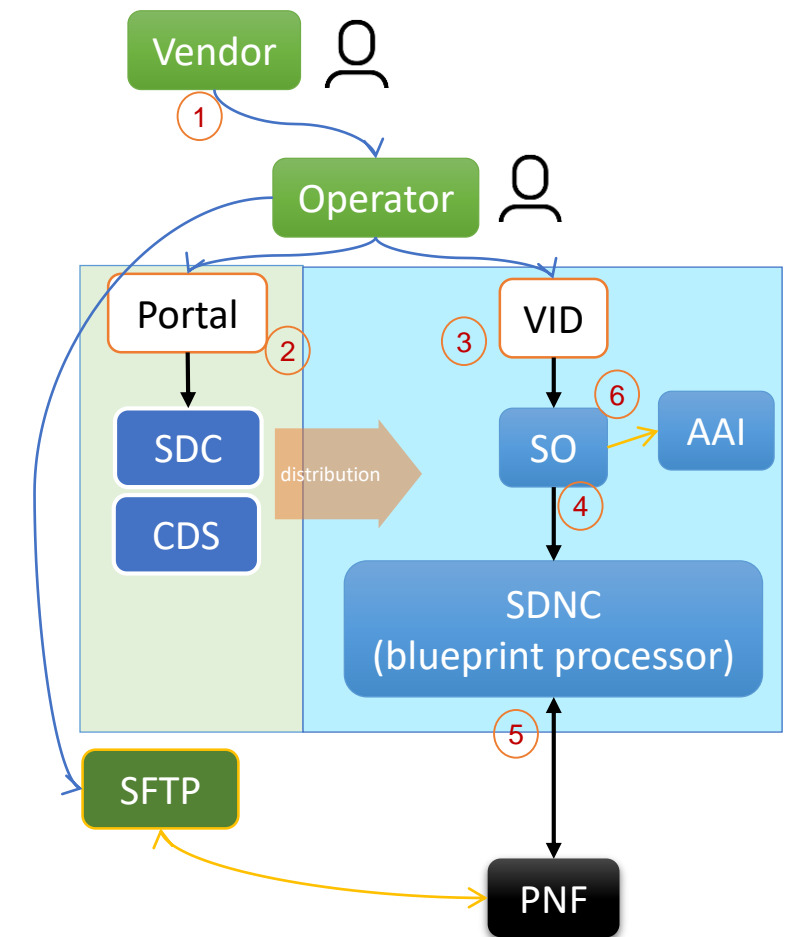 Vendor
1
Operator
Portal
2
VID
3
SDC
CDS
distribution
6
SO
AAI
4
SDNC
(blueprint processor)
5
SFTP
PNF